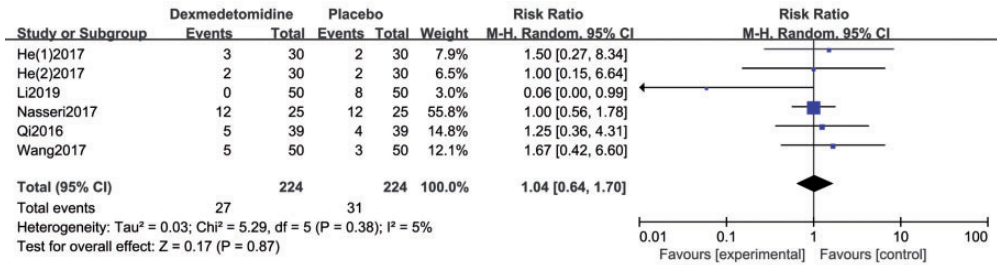 Dexmedetomidine Placebo Risk Ratio Risk Ratio
Study or Subgroup Events Total Events Total Weight M-H. Random. 95% CI M-H. Random. 95% CI
He(1)2017 3 30 2 30 7.9% 1.50 [0.27, 8.34]
He(2)2017 2 30 2 30 6.5% 1.00 [0.15, 6.64]
Li2019 0 50 8 50 3.0% 0.06 [0.00, 0.99]
Nasseri2017 12 25 12 25 55.8% 1.00 [0.56, 1.78]
Qi2016 5 39 4 39 14.8% 1.25 [0.36, 4.31]
Wang2017 5 50 3 50 12.1% 1.67 [0.42, 6.60]
Total (95% CI) 224 224 100.0% 1.04 [0.64, 1.70]
Total events 27 31
Heterogeneity: Tau² = 0.03; Chi² = 5.29, df = 5 (P = 0.38); I² = 5%
Test for overall effect: Z = 0.17 (P = 0.87)
0.01 0.1 1 10 100
Favours [experimental] Favours [control]